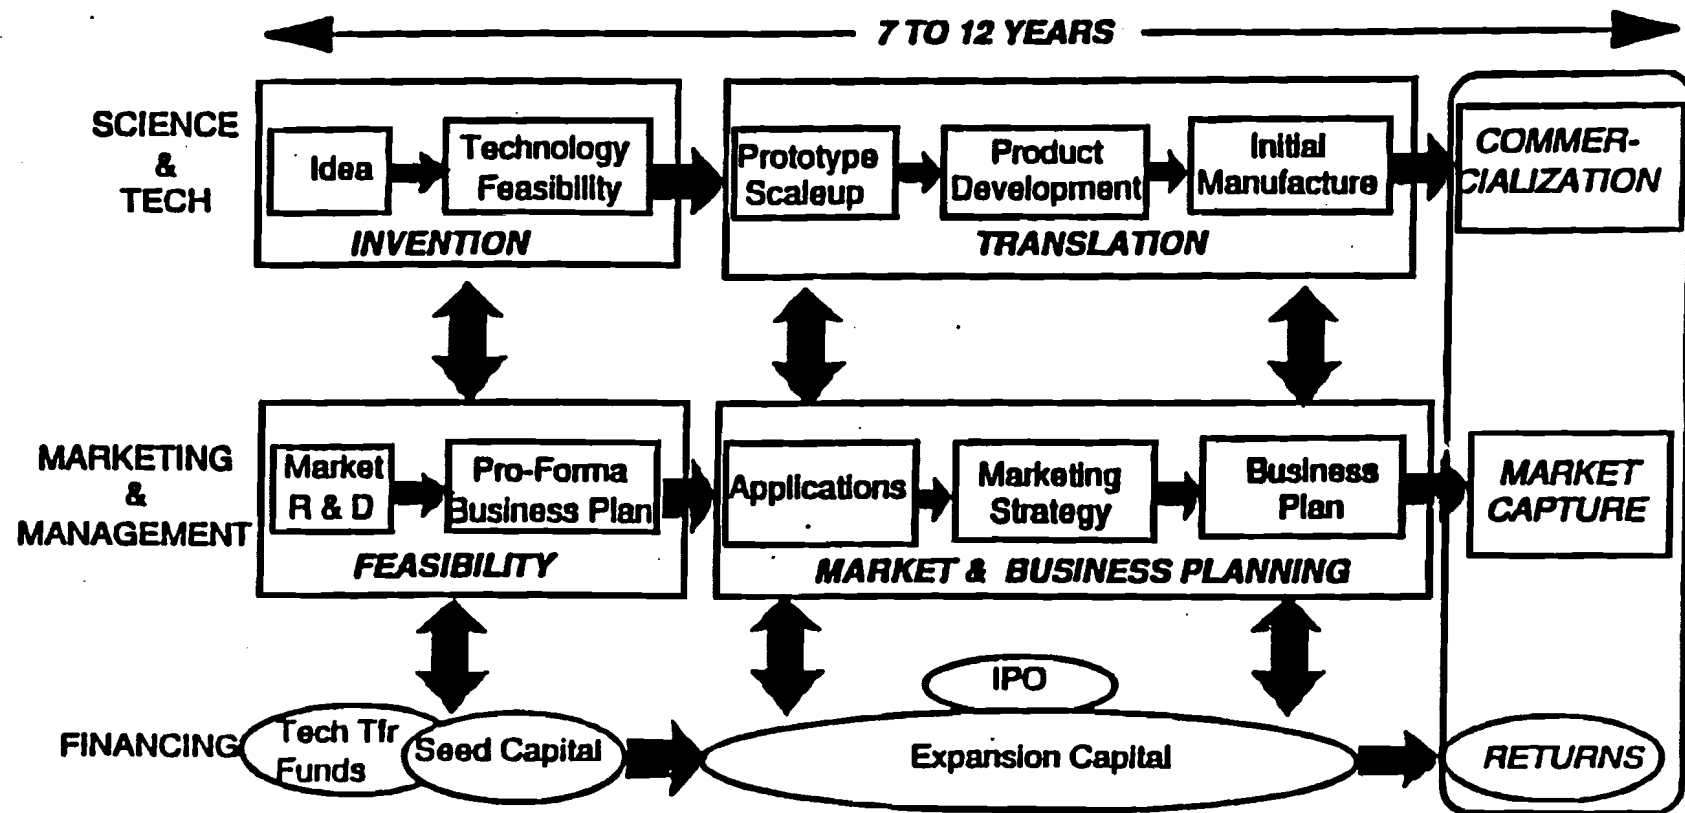 7 TO 12 YEARS
SCIENCE
&
TECH
Idea
Technology
Feasibility
INVENTION
Prototype
Scaleup
Product
Development
Initial
Manufacture
TRANSLATION
COMMER-
CIALIZATION
MARKETING
&
MANAGEMENT
Market
R & D
Pro-Forma
Business Plan
FEASIBILITY
Applications
Marketing
Strategy
Business
Plan
MARKET & BUSINESS PLANNING
MARKET
CAPTURE
FINANCING
Tech Tfr
Funds
Seed Capital
IPO
Expansion Capital
RETURNS